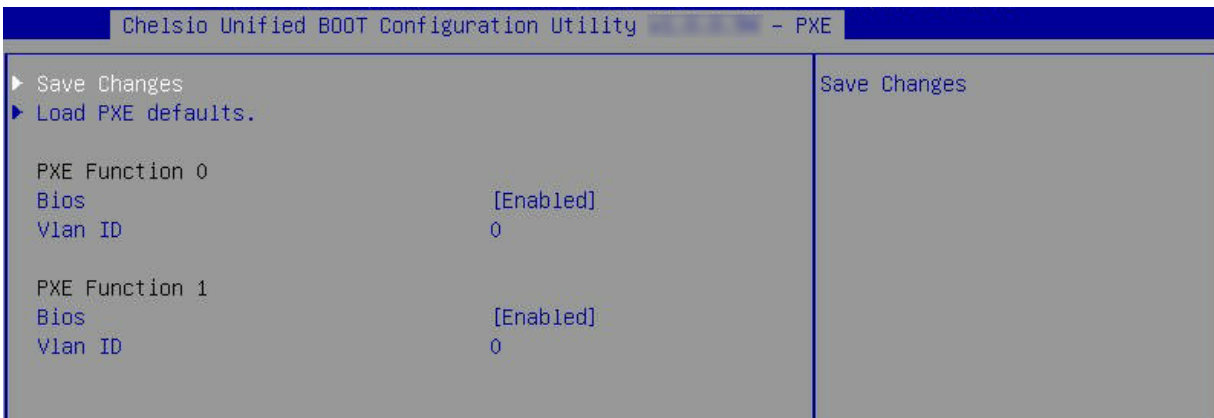 Chelsio Unified BOOT Configuration Utility – PXE
Save Changes
Load PXE defaults.
PXE Function 0
Bios [Enabled]
Vlan ID 0
PXE Function 1
Bios [Enabled]
Vlan ID 0
Save Changes